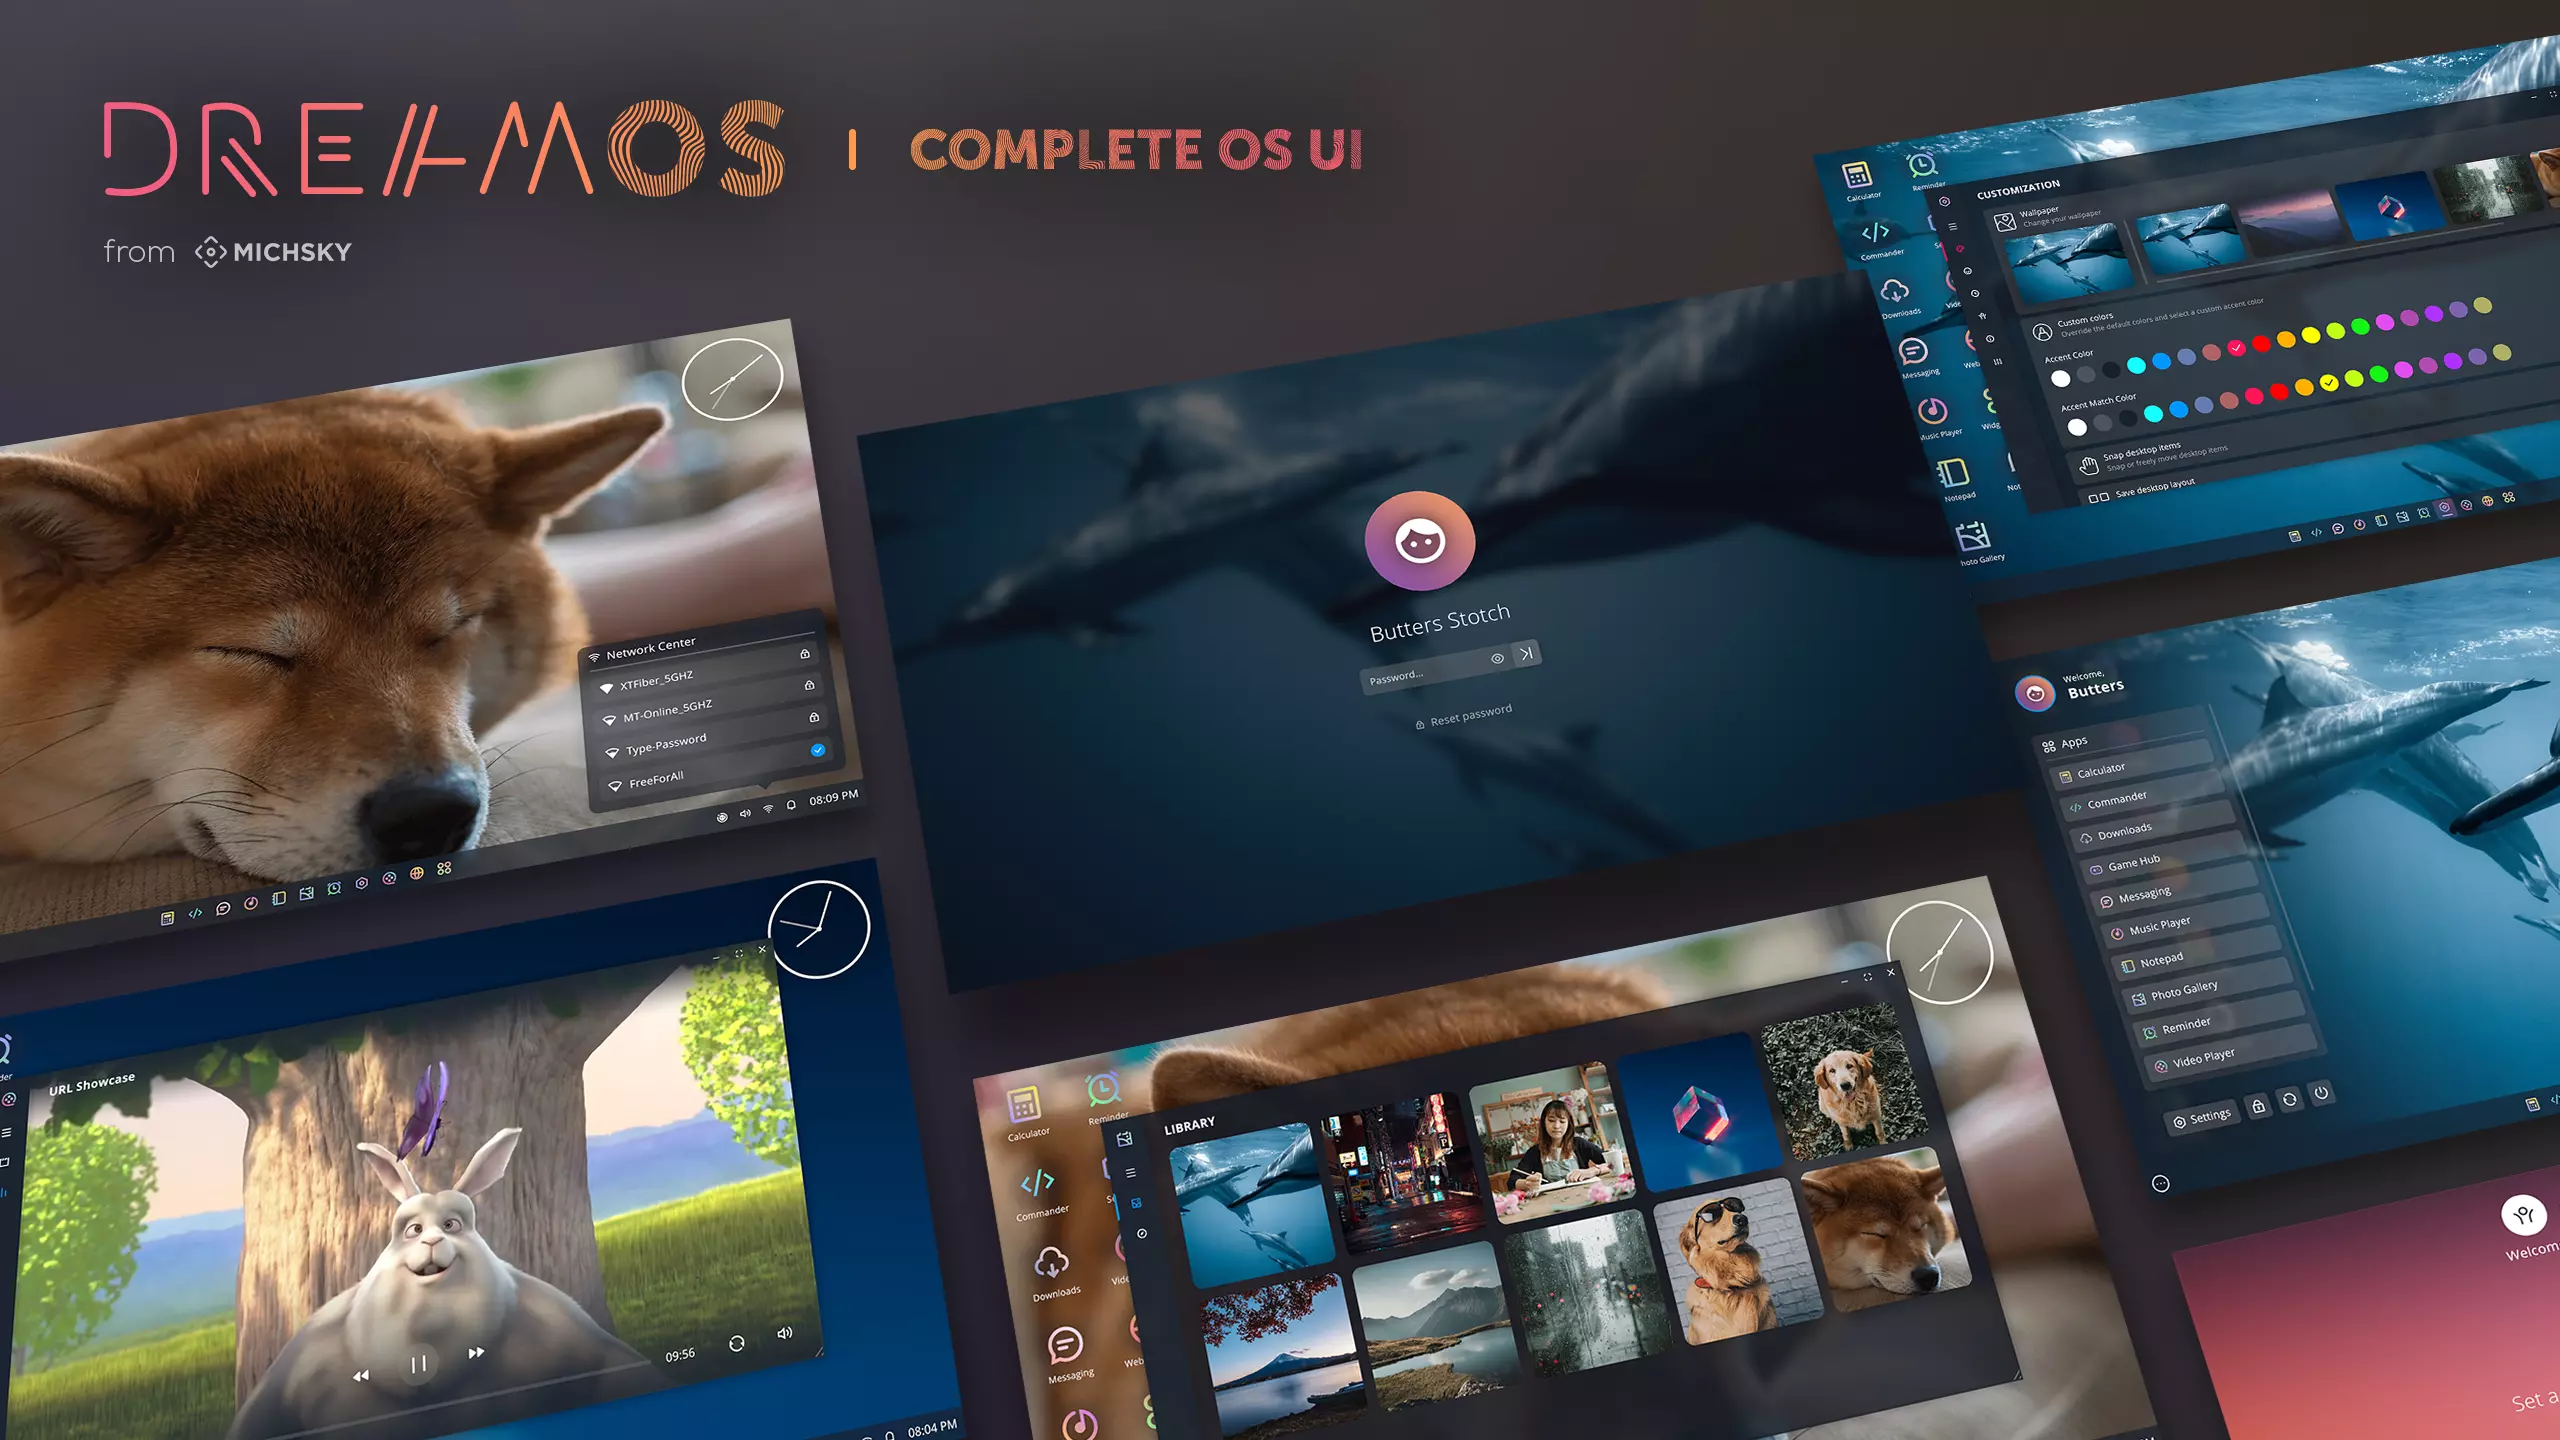 DREAMOS
COMPLETE OS UI
from MICHSKY
Network Center
XTFiber_5GHZ
MT-Online_5GHZ
Type-Password
FreeForAll
08:09 PM
URL Showcase
09:56
08:04 PM
Butters Stotch
Password...
Reset password
Calculator
Reminder
Commander
Downloads
Messaging
LIBRARY
Calculator
Reminder
Commander
Downloads
Messaging
Music Player
Notepad
hoto Gallery
CUSTOMIZATION
Wallpaper
Change your wallpaper
Custom colors
Override the default colors and select a custom accent color
Accent Color
Accent Match Color
Snap desktop items
Snap or freely move desktop items
Save desktop layout
Welcome,
Butters
Apps
Calculator
Commander
Downloads
Game Hub
Messaging
Music Player
Notepad
Photo Gallery
Reminder
Video Player
Settings
Welcom
Set a